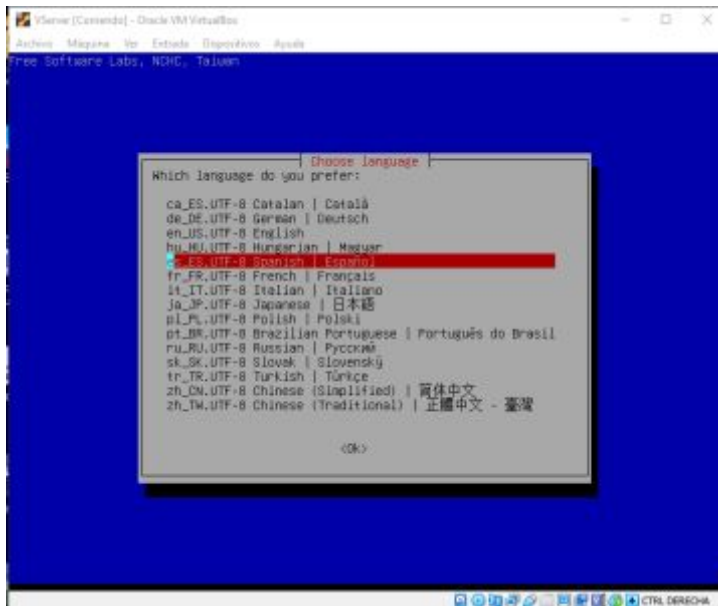 VServer [Corriendo] - Oracle VM VirtualBox
Archivo Máquina Ver Entrada Dispositivos Ayuda
Free Software Labs, NCHC, Taiwan
Choose language
Which language do you prefer:
ca_ES.UTF-8 Catalan | Català
de_DE.UTF-8 German | Deutsch
en_US.UTF-8 English
hu_HU.UTF-8 Hungarian | Magyar
es_ES.UTF-8 Spanish | Español
fr_FR.UTF-8 French | Français
it_IT.UTF-8 Italian | Italiano
ja_JP.UTF-8 Japanese | 日本語
pl_PL.UTF-8 Polish | Polski
pt_BR.UTF-8 Brazilian Portuguese | Português do Brasil
ru_RU.UTF-8 Russian | Русский
sk_SK.UTF-8 Slovak | Slovenský
tr_TR.UTF-8 Turkish | Türkçe
zh_CN.UTF-8 Chinese (Simplified) | 简体中文
zh_TW.UTF-8 Chinese (Traditional) | 正體中文 - 臺灣
<Ok>
CTRL DERECHA